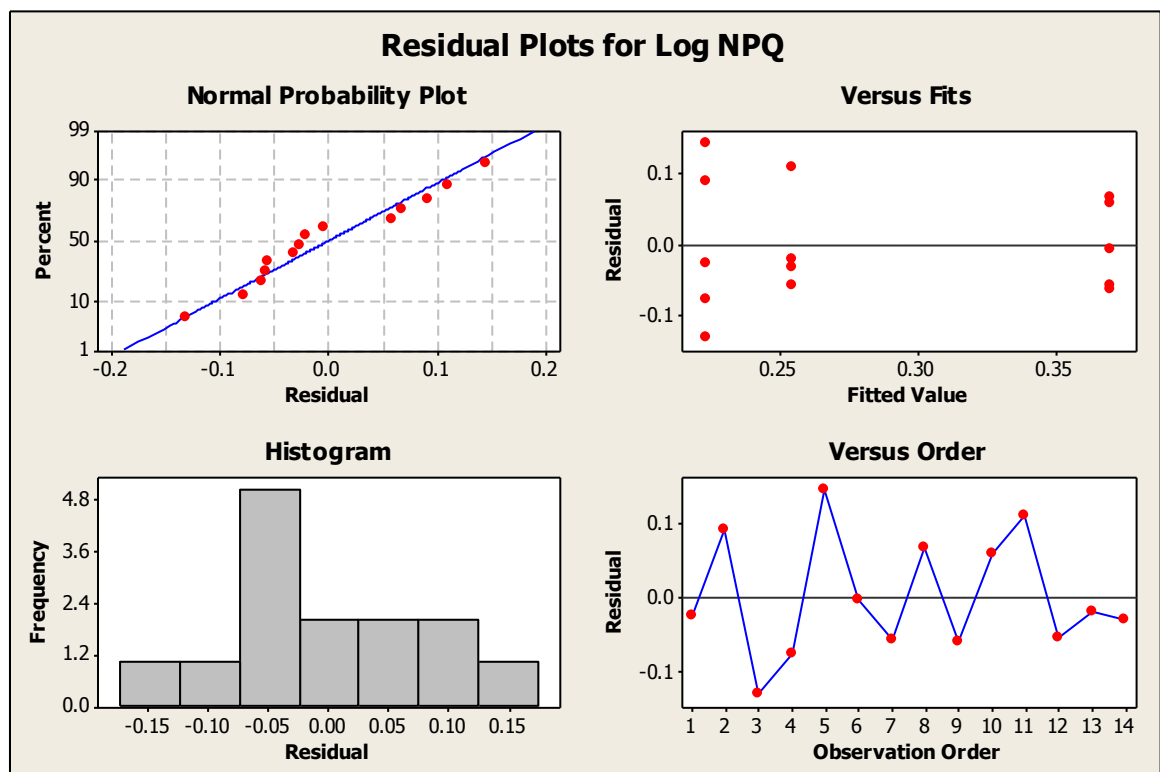 Residual Plots for Log NPQ
Normal Probability Plot
99
90
50
10
1
Percent
-0.2 -0.1 0.0 0.1 0.2
Residual
Versus Fits
0.1
0.0
-0.1
Residual
0.25 0.30 0.35
Fitted Value
Histogram
4.8
3.6
2.4
1.2
0.0
Frequency
-0.15 -0.10 -0.05 0.00 0.05 0.10 0.15
Residual
Versus Order
0.1
0.0
-0.1
Residual
1 2 3 4 5 6 7 8 9 10 11 12 13 14
Observation Order